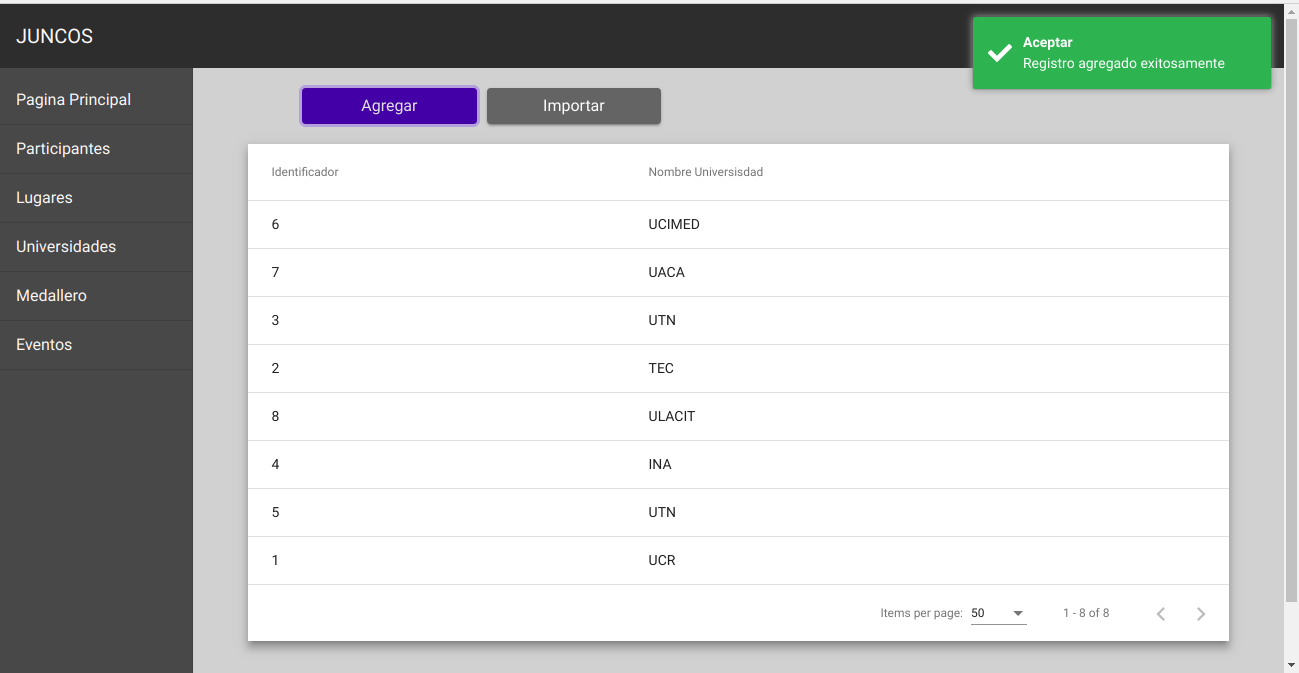 JUNCOS
Aceptar
Registro agregado exitosamente
Pagina Principal
Participantes
Lugares
Universidades
Medallero
Eventos
Agregar Importar
Identificador Nombre Universisdad
6 UCIMED
7 UACA
3 UTN
2 TEC
8 ULACIT
4 INA
5 UTN
1 UCR
Items per page: 50 1 - 8 of 8